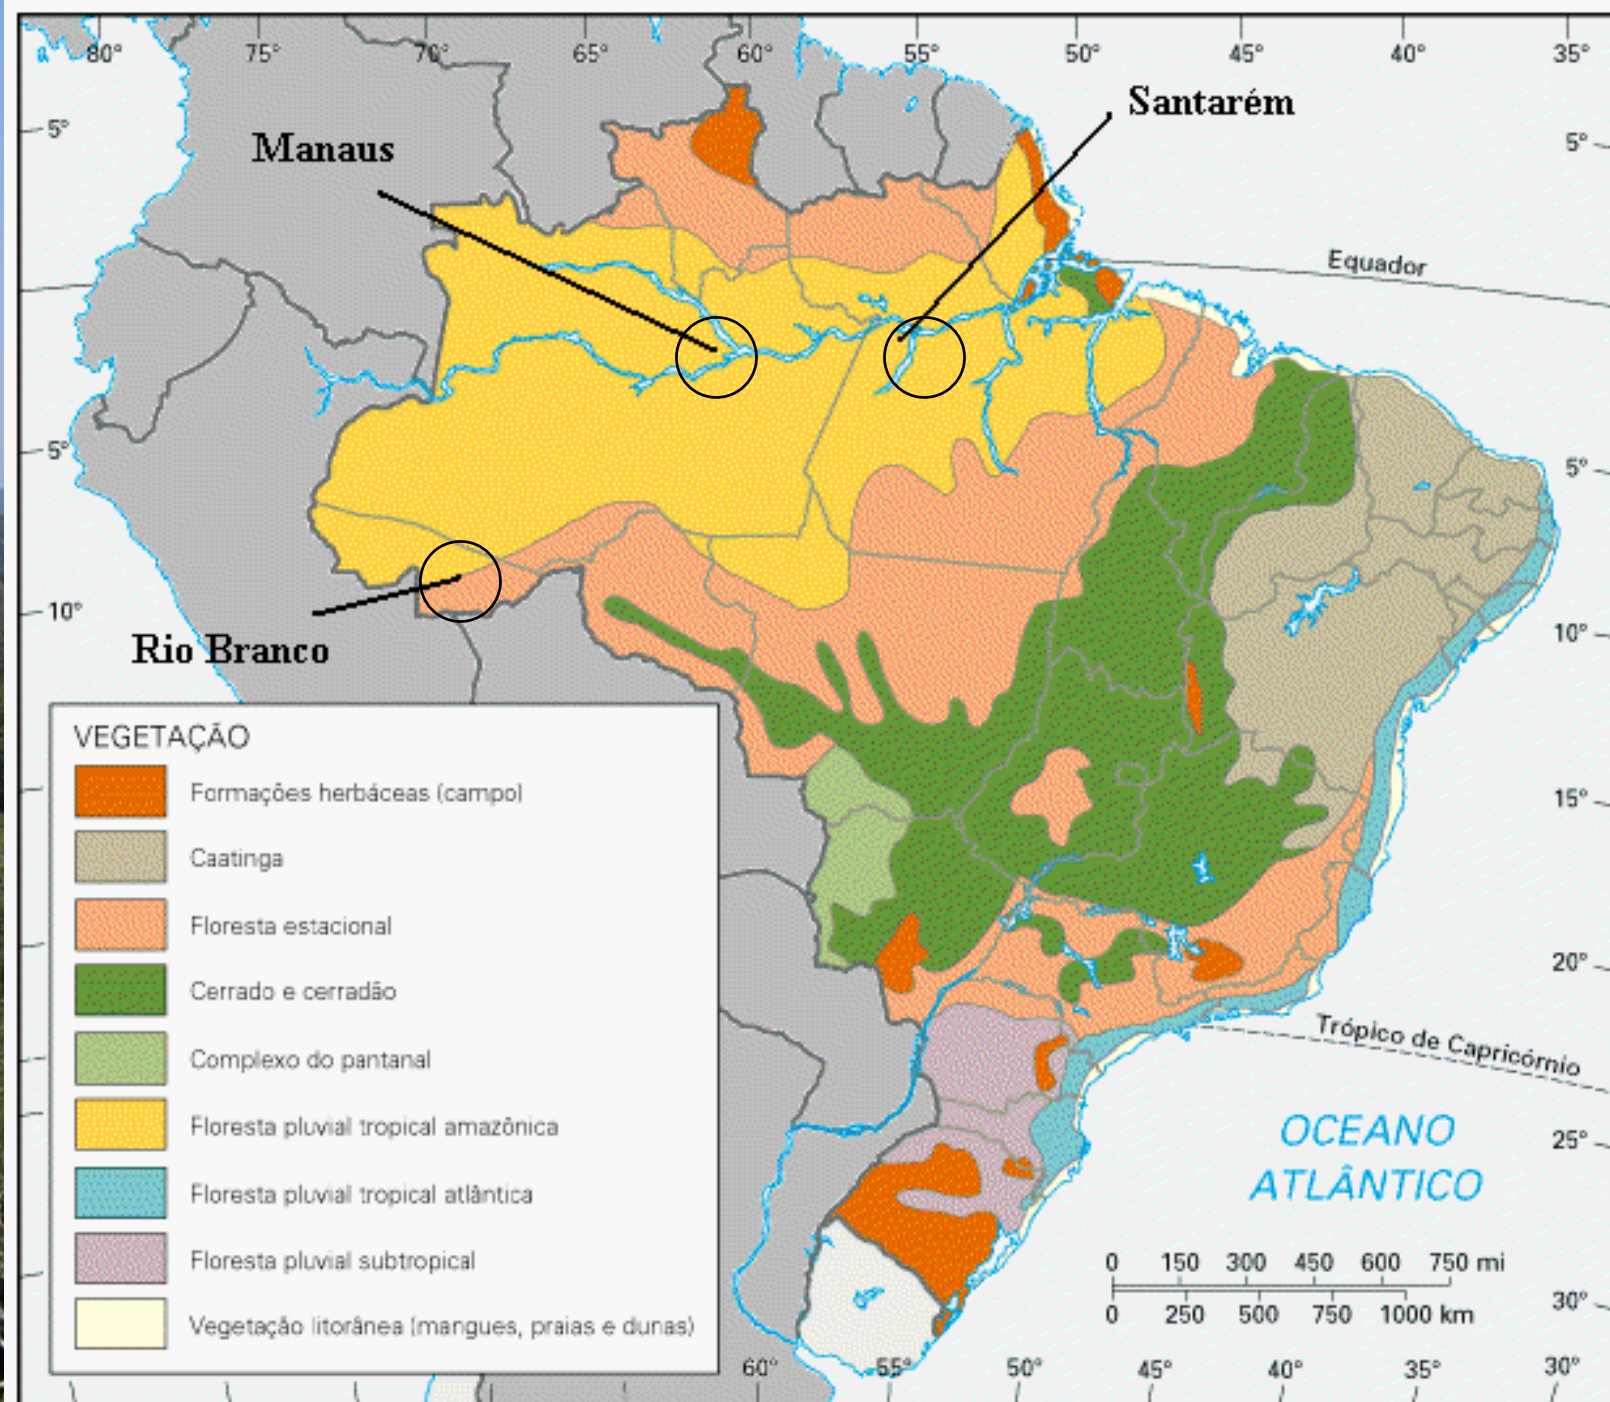 80° 75° 70° 65° 60° 55° 50° 45° 40° 35°
Santarém
5°
Manaus
5°
Equador
5°
5°
10°
10°
Rio Branco
VEGETAÇÃO
Formações herbáceas (campo)
Caatinga
Floresta estacional
Cerrado e cerradão
Complexo do pantanal
Floresta pluvial tropical amazônica
Floresta pluvial tropical atlântica
Floresta pluvial subtropical
Vegetação litorânea (mangues, praias e dunas)
15°
20°
Trópico de Capricórnio
OCEANO
ATLÂNTICO
25°
0 150 300 450 600 750 mi
0 250 500 750 1000 km
30°
60° 55° 50° 45° 40° 35° 30°